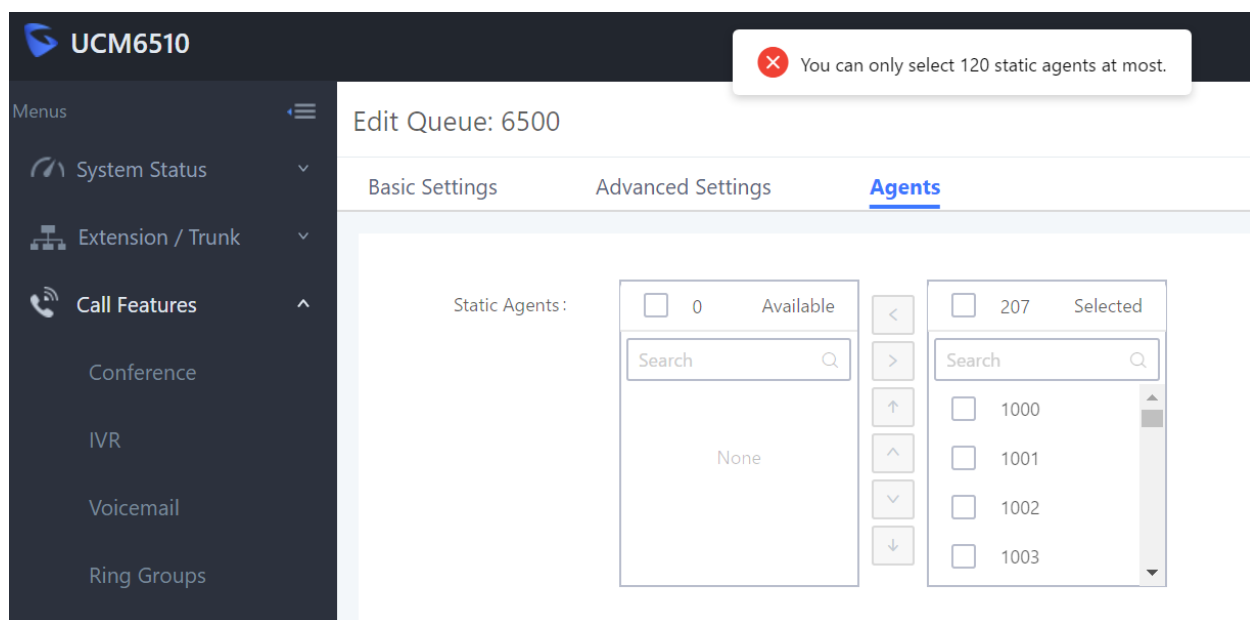 UCM6510
You can only select 120 static agents at most.
Menus
Edit Queue: 6500
System Status
Basic Settings
Advanced Settings
Agents
Extension / Trunk
Call Features
Static Agents:
0 Available
207 Selected
Search
Search
Conference
1000
IVR
None
1001
Voicemail
1002
1003
Ring Groups